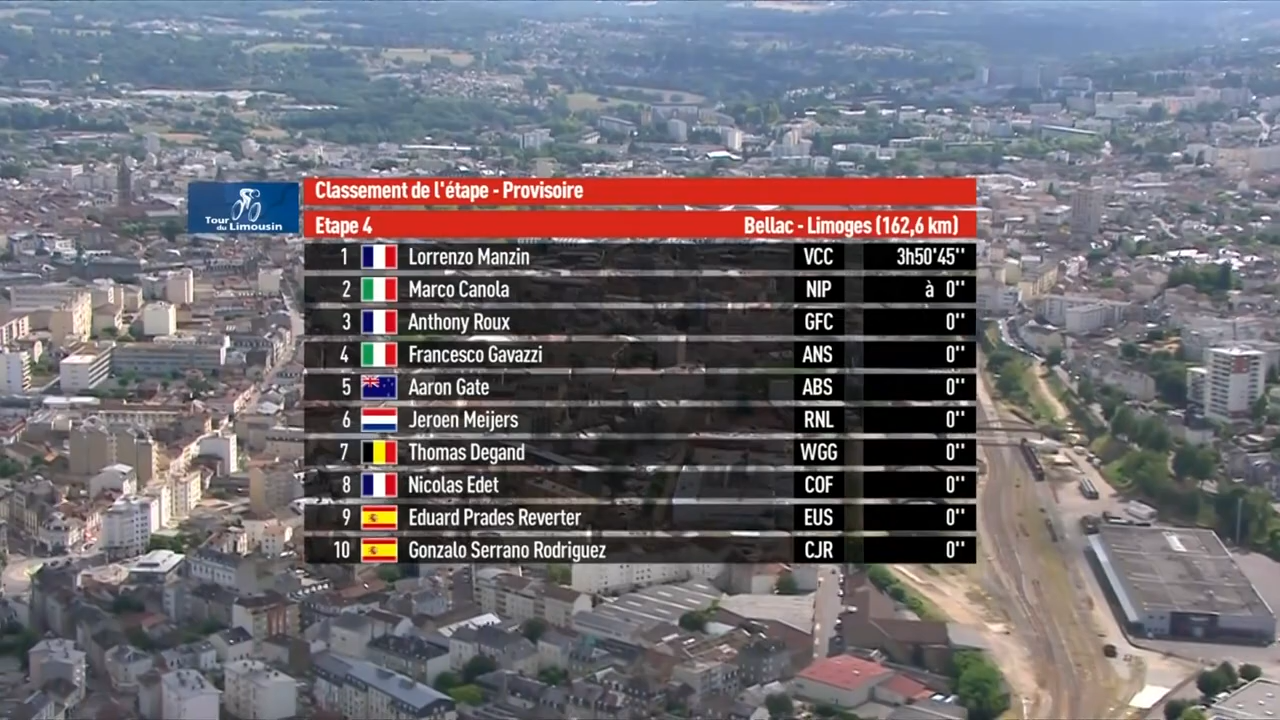 Tour
du Limousin
Classement de l'étape - Provisoire
Etape 4 Bellac - Limoges (162,6 km)
1 Lorrenzo Manzin VCC 3h50'45''
2 Marco Canola NIP à 0''
3 Anthony Roux GFC 0''
4 Francesco Gavazzi ANS 0''
5 Aaron Gate ABS 0''
6 Jeroen Meijers RNL 0''
7 Thomas Degand WGG 0''
8 Nicolas Edet COF 0''
9 Eduard Prades Reverter EUS 0''
10 Gonzalo Serrano Rodriguez CJR 0''